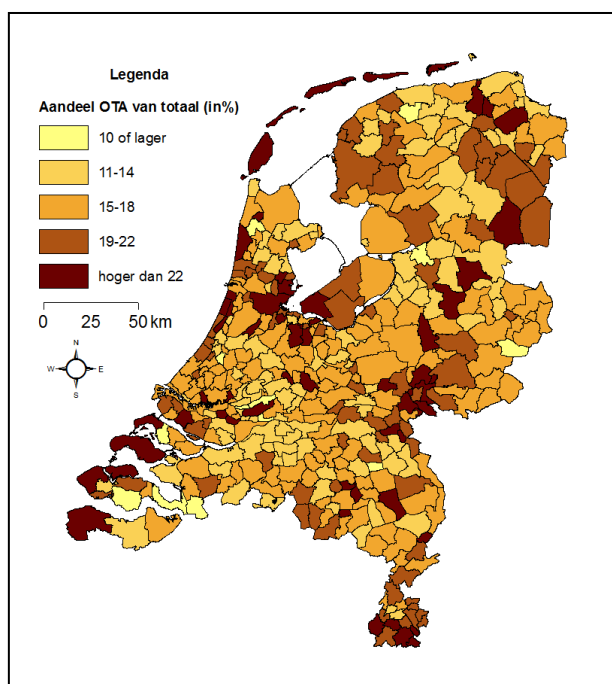 Legenda
Aandeel OTA van totaal (in%)
10 of lager
11-14
15-18
19-22
hoger dan 22
0 25 50 km
N
W E
S